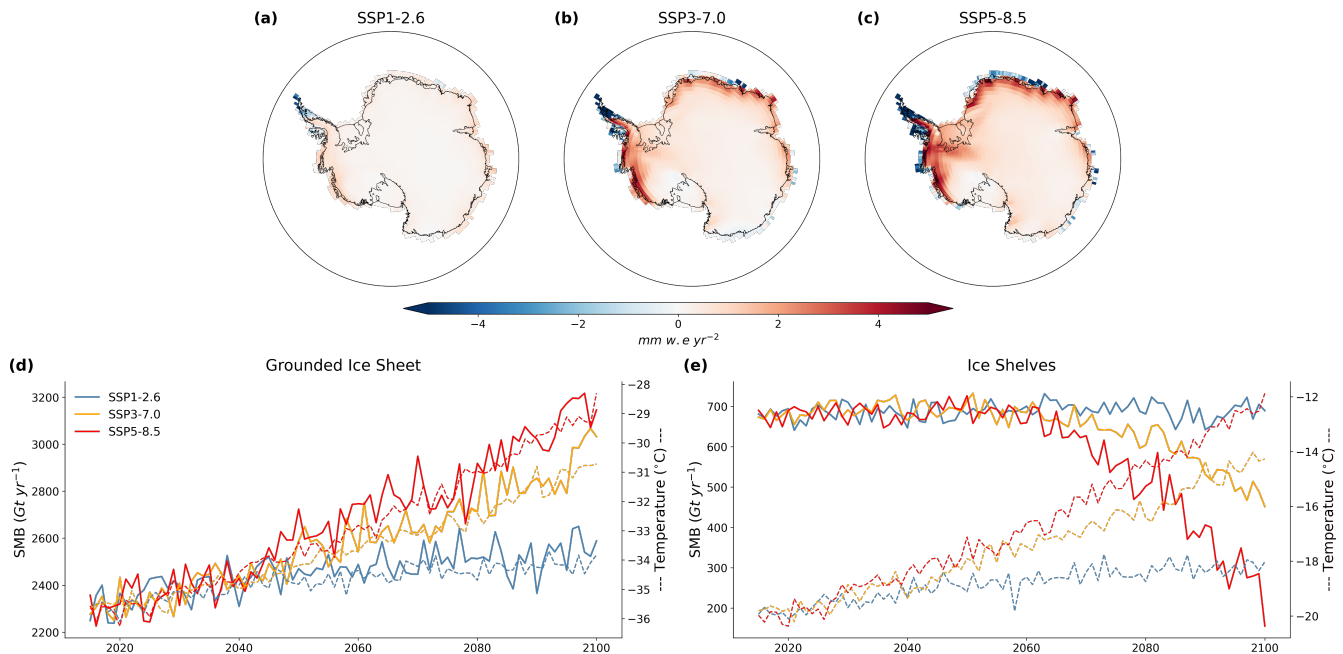 (a) SSP1-2.6
(b) SSP3-7.0
(c) SSP5-8.5
−4 −2 0 2 4
mm w.e yr⁻²
(d) Grounded Ice Sheet
SSP1-2.6
SSP3-7.0
SSP5-8.5
SMB (Gt yr⁻¹)
3200
3000
2800
2600
2400
2200
−28
−29
−30
−31
−32
−33
−34
−35
−36
--- Temperature (°C) ---
2020 2040 2060 2080 2100
(e) Ice Shelves
SMB (Gt yr⁻¹)
700
600
500
400
300
200
−12
−14
−16
−18
−20
--- Temperature (°C) ---
2020 2040 2060 2080 2100